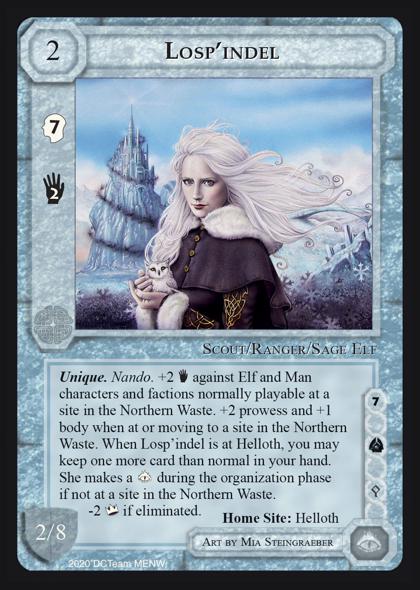 2
Losp'indel
7
2
Scout/Ranger/Sage Elf
Unique. Nando. +2 against Elf and Man
characters and factions normally playable at a
site in the Northern Waste. +2 prowess and +1
body when at or moving to a site in the Northern
Waste. When Losp'indel is at Helloth, you may
keep one more card than normal in your hand.
She makes a during the organization phase
if not at a site in the Northern Waste.
-2 if eliminated.
7
Home Site: Helloth
2/8
Art by Mia Steingraeber
2020 DCTeam MENW